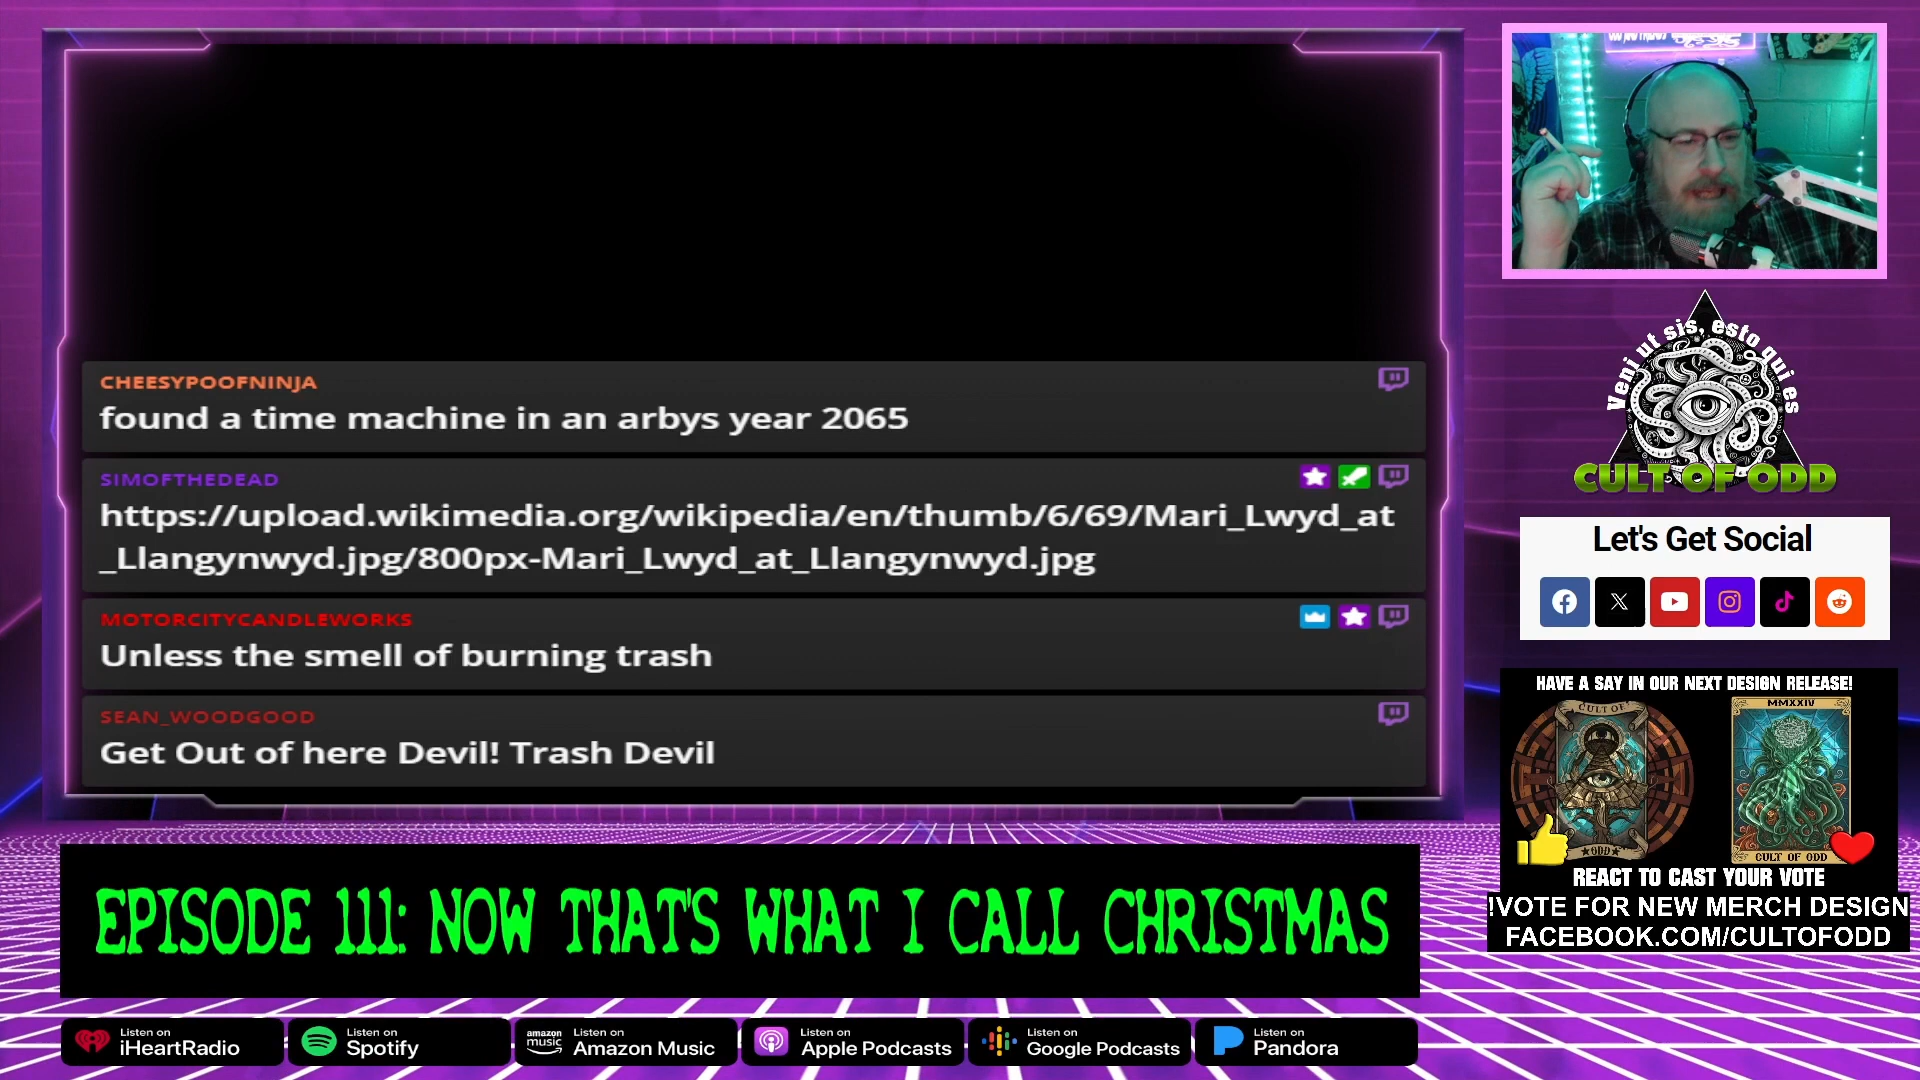 CHEESYPOOFNINJA
found a time machine in an arbys year 2065
SIMOFTHEDEAD
https://upload.wikimedia.org/wikipedia/en/thumb/6/69/Mari_Lwyd_at
_Llangynwyd.jpg/800px-Mari_Lwyd_at_Llangynwyd.jpg
MOTORCITYCANDLEWORKS
Unless the smell of burning trash
SEAN_WOODGOOD
Get Out of here Devil! Trash Devil
EPISODE 111: NOW THAT'S WHAT I CALL CHRISTMAS
Listen on
iHeartRadio
Listen on
Spotify
amazon
music
Listen on
Amazon Music
Listen on
Apple Podcasts
Listen on
Google Podcasts
Listen on
Pandora
Veni ut sis, esto qui es
CULT OF ODD
Let's Get Social
HAVE A SAY IN OUR NEXT DESIGN RELEASE!
CULT OF
ODD
MMXXIV
CULT OF ODD
REACT TO CAST YOUR VOTE
!VOTE FOR NEW MERCH DESIGN
FACEBOOK.COM/CULTOFODD